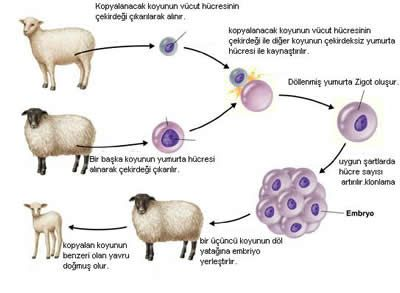 Kopyalanacak koyunun vücut hücresinin
çekirdeği çıkarılarak alınır.
kopyalanacak koyunun vücut hücresinin
çekirdeği ile diğer koyunun çekirdeksiz yumurta
hücresi ile kaynaştırılır.
Döllenmiş yumurta Zigot oluşur.
Bir başka koyunun yumurta hücresi
alınarak çekirdeği çıkarılır.
uygun şartlarda
hücre sayısı
artırılır.klonlama
Embryo
bir üçüncü koyunun döl
yatağına embriyo
yerleştirlir.
kopyalan koyunun
benzeri olan yavru
doğmuş olur.